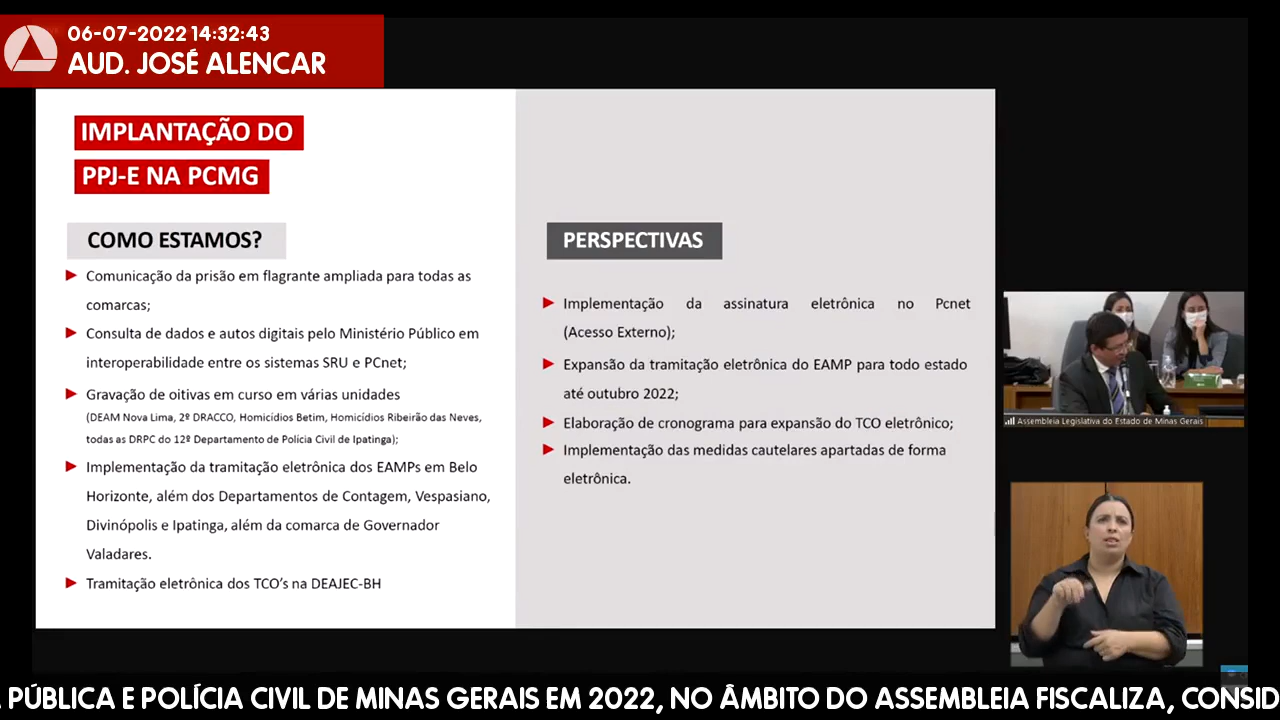 06-07-2022 14:32:43
AUD. JOSÉ ALENCAR
IMPLANTAÇÃO DO
PPJ-E NA PCMG
COMO ESTAMOS?
Comunicação da prisão em flagrante ampliada para todas as
comarcas;
Consulta de dados e autos digitais pelo Ministério Público em
interoperabilidade entre os sistemas SRU e PCnet;
Gravação de oitivas em curso em várias unidades
(DEAM Nova Lima, 2º DRACCO, Homicídios Betim, Homicídios Ribeirão das Neves,
todas as DRPC do 12º Departamento de Polícia Civil de Ipatinga);
Implementação da tramitação eletrônica dos EAMPs em Belo
Horizonte, além dos Departamentos de Contagem, Vespasiano,
Divinópolis e Ipatinga, além da comarca de Governador
Valadares.
Tramitação eletrônica dos TCO's na DEAJEC-BH
PERSPECTIVAS
Implementação da assinatura eletrônica no Pcnet
(Acesso Externo);
Expansão da tramitação eletrônica do EAMP para todo estado
até outubro 2022;
Elaboração de cronograma para expansão do TCO eletrônico;
Implementação das medidas cautelares apartadas de forma
eletrônica.
Assembleia Legislativa do Estado de Minas Gerais
PÚBLICA E POLÍCIA CIVIL DE MINAS GERAIS EM 2022, NO ÂMBITO DO ASSEMBLEIA FISCALIZA, CONSID